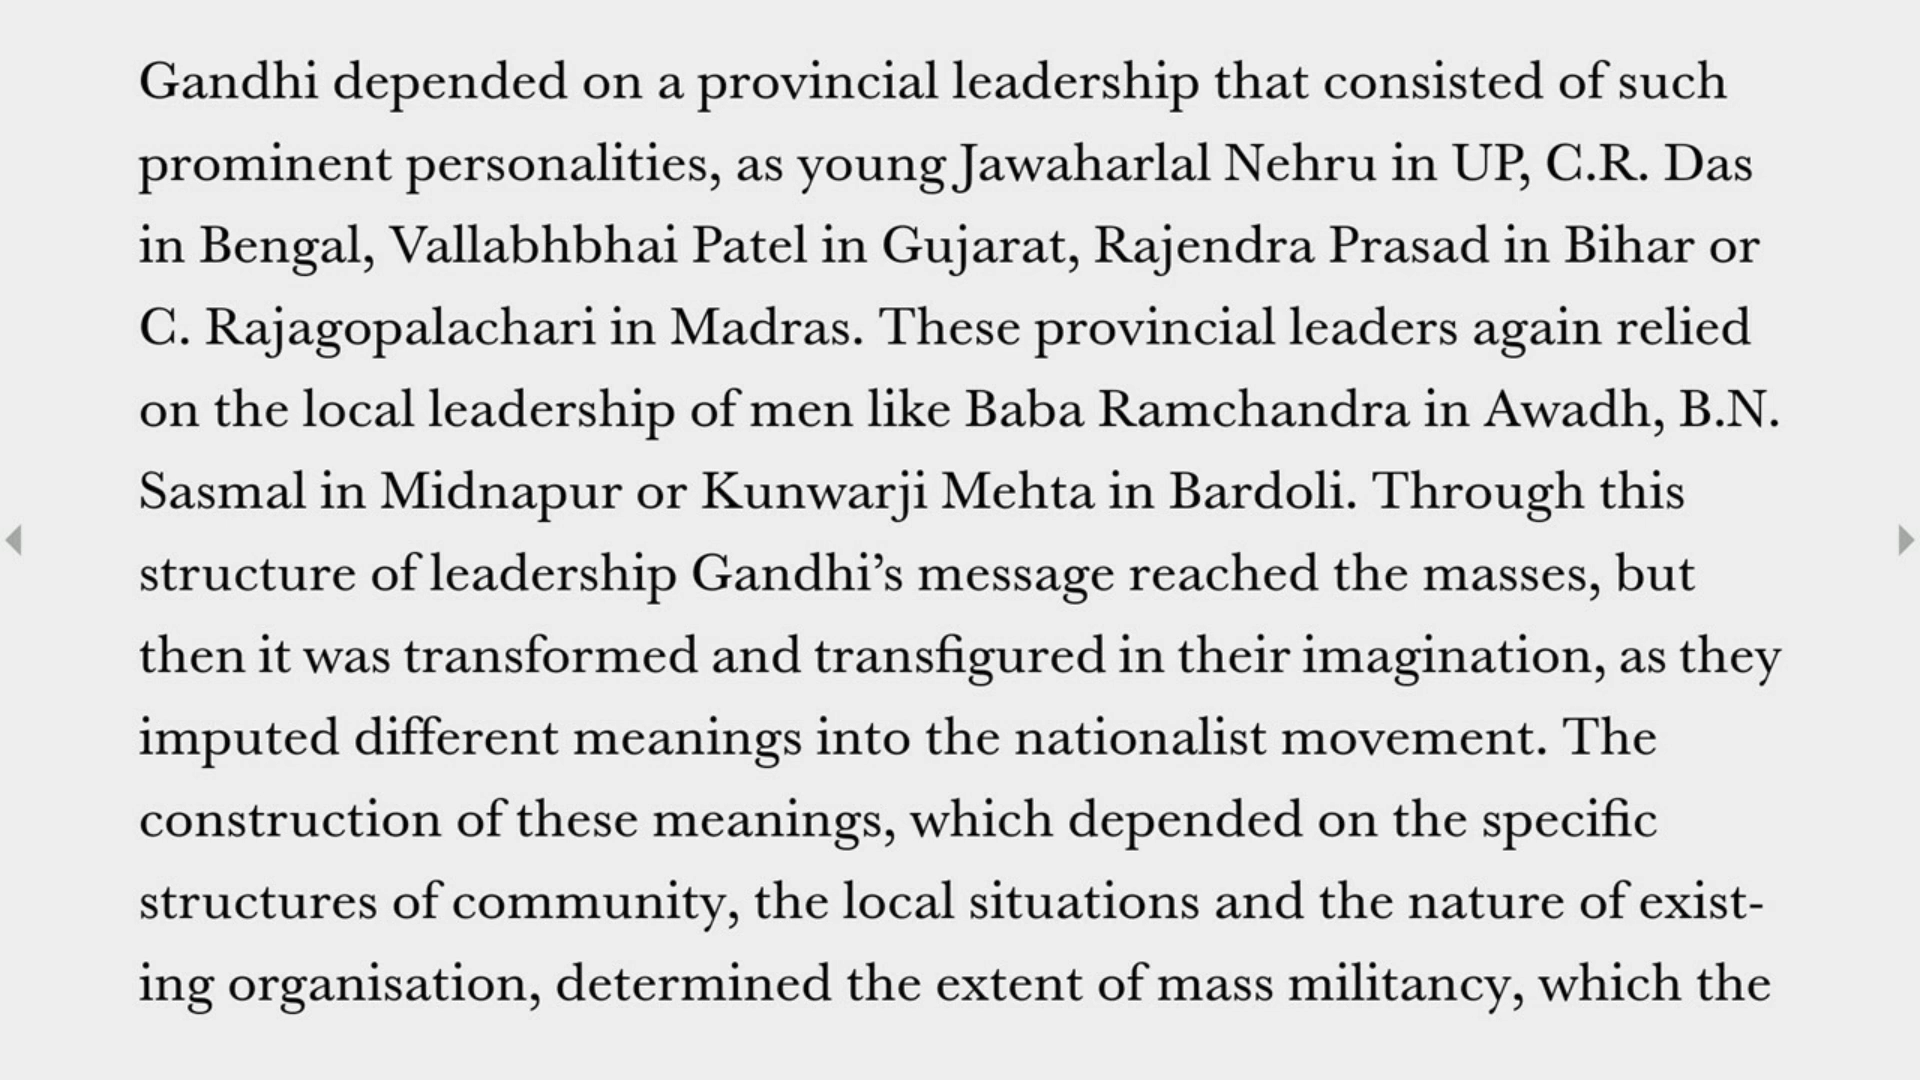 Gandhi depended on a provincial leadership that consisted of such
prominent personalities, as young Jawaharlal Nehru in UP, C.R. Das
in Bengal, Vallabhbhai Patel in Gujarat, Rajendra Prasad in Bihar or
C. Rajagopalachari in Madras. These provincial leaders again relied
on the local leadership of men like Baba Ramchandra in Awadh, B.N.
Sasmal in Midnapur or Kunwarji Mehta in Bardoli. Through this
structure of leadership Gandhi’s message reached the masses, but
then it was transformed and transfigured in their imagination, as they
imputed different meanings into the nationalist movement. The
construction of these meanings, which depended on the specific
structures of community, the local situations and the nature of exist-
ing organisation, determined the extent of mass militancy, which the